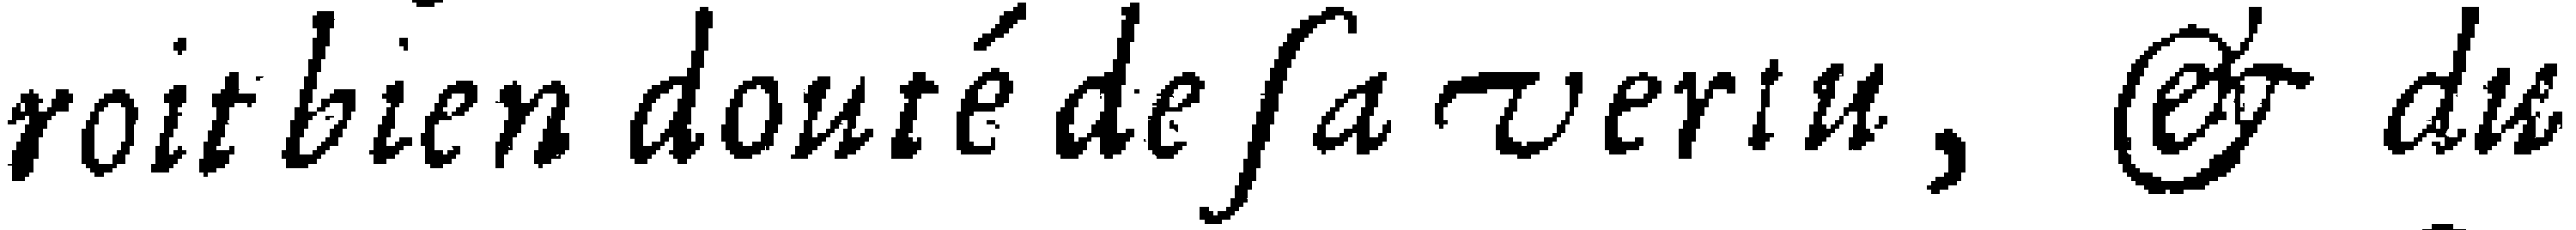 roit bien douté de ſa vertu, & du